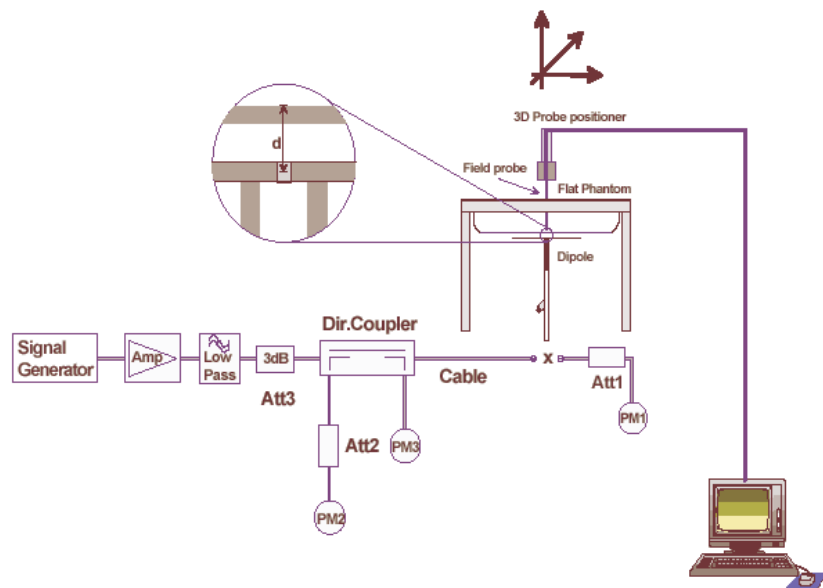 3D Probe positioner
d
Field probe
Flat Phantom
Dipole
Dir.Coupler
Signal
Generator
Amp
Low
Pass
3dB
Cable
x
Att3
Att1
PM1
Att2
PM3
PM2